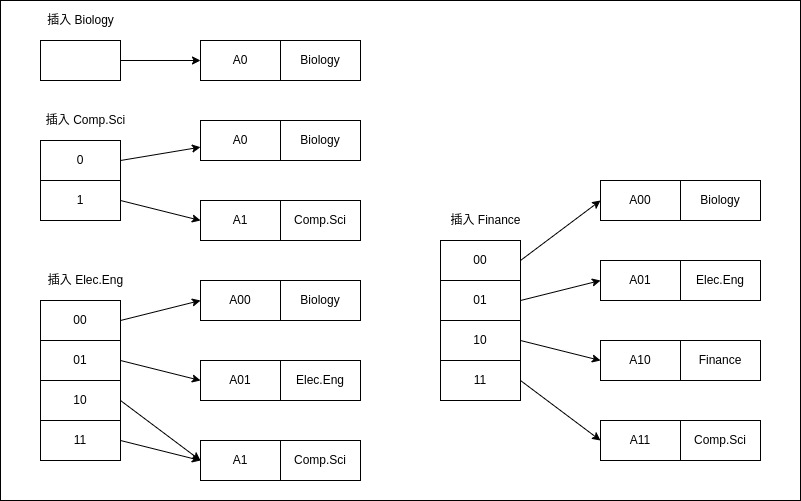 插入 Biology
A0 Biology
插入 Comp.Sci
0
1
A0 Biology
A1 Comp.Sci
插入 Elec.Eng
00
01
10
11
A00 Biology
A01 Elec.Eng
A1 Comp.Sci
插入 Finance
00
01
10
11
A00 Biology
A01 Elec.Eng
A10 Finance
A11 Comp.Sci